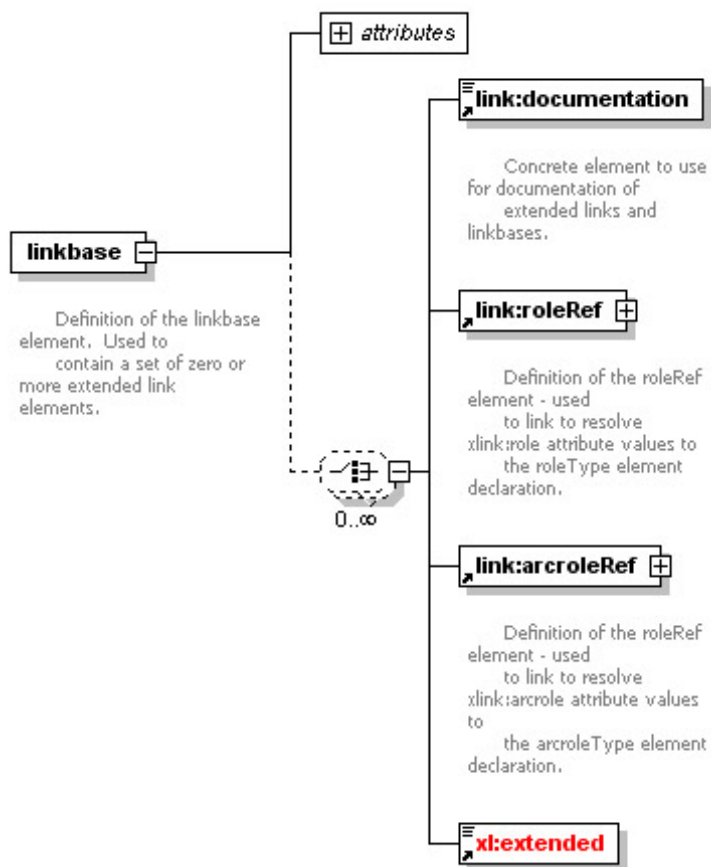 attributes
link:documentation
Concrete element to use
for documentation of
extended links and
linkbases.
linkbase
Definition of the linkbase
element. Used to
contain a set of zero or
more extended link
elements.
link:roleRef
Definition of the roleRef
element - used
to link to resolve
xlink:role attribute values to
the roleType element
declaration.
0..∞
link:arcroleRef
Definition of the roleRef
element - used
to link to resolve
xlink:arcrole attribute values
to
the arcroleType element
declaration.
xl:extended